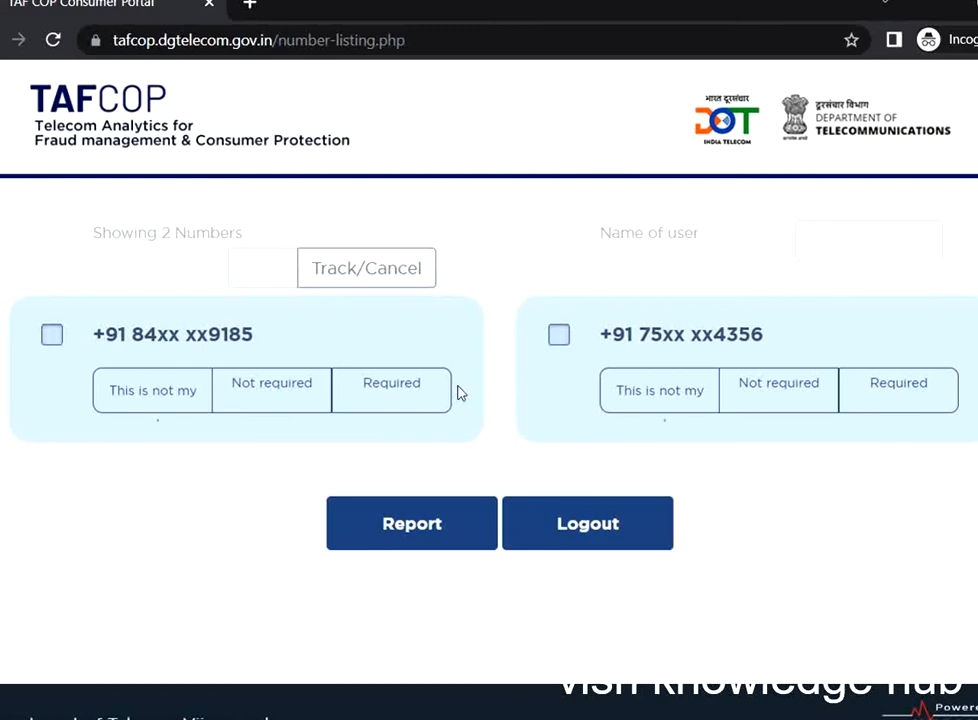 TAF COP Consumer Portal
tafcop.dgtelecom.gov.in/number-listing.php
TAFCOP
Telecom Analytics for
Fraud management & Consumer Protection
भारत दूरसंचार
DOT
INDIA TELECOM
दूरसंचार विभाग
DEPARTMENT OF
TELECOMMUNICATIONS
Showing 2 Numbers
Name of user
Track/Cancel
+91 84xx xx9185
This is not my
Not required
Required
+91 75xx xx4356
This is not my
Not required
Required
Report
Logout
knowledge hub